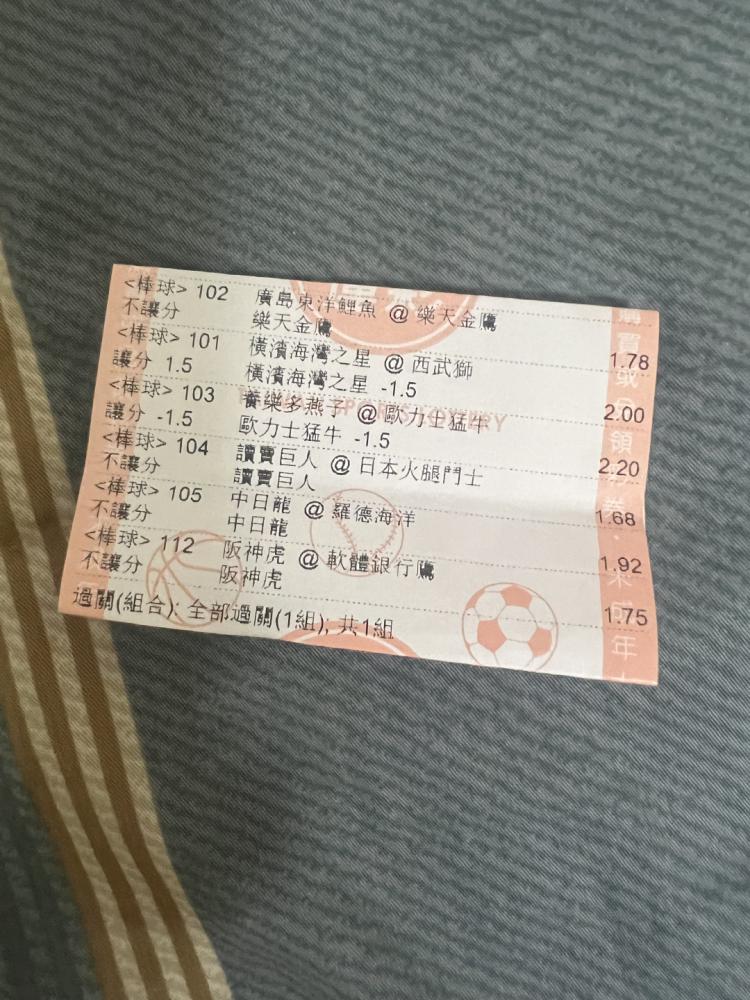 <棒球> 102 廣島東洋鯉魚 @ 樂天金鷹
不讓分 樂天金鷹 1.78
<棒球> 101 橫濱海灣之星 @ 西武獅
讓分 1.5 橫濱海灣之星 -1.5 2.00
<棒球> 103 養樂多燕子 @ 歐力士猛牛
讓分 -1.5 歐力士猛牛 -1.5 2.20
<棒球> 104 讀賣巨人 @ 日本火腿鬥士
不讓分 讀賣巨人 1.68
<棒球> 105 中日龍 @ 羅德海洋
不讓分 中日龍 1.92
<棒球> 112 阪神虎 @ 軟體銀行鷹
不讓分 阪神虎 1.75
過關(組合): 全部過關(1組); 共1組